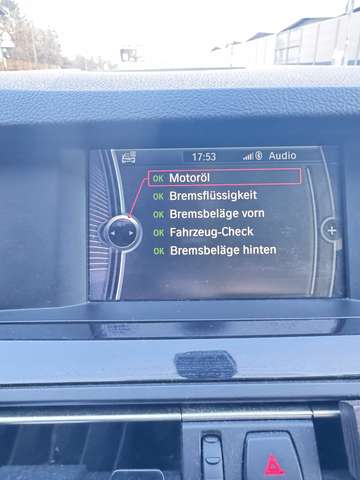 17:53 Audio
OK Motoröl
OK Bremsflüssigkeit
OK Bremsbeläge vorn
OK Fahrzeug-Check
OK Bremsbeläge hinten